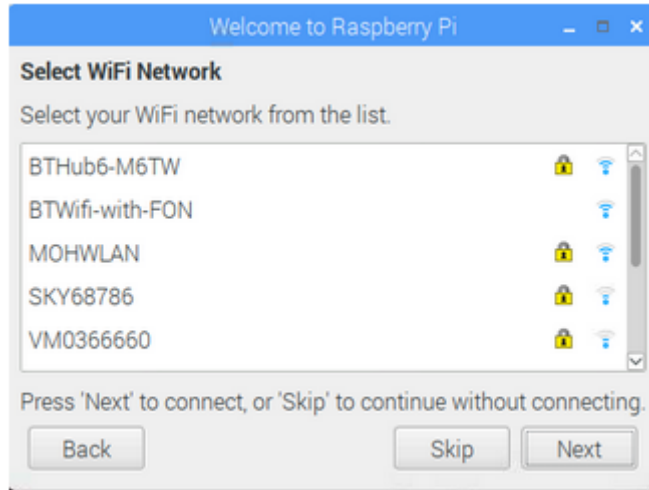 Welcome to Raspberry Pi
Select WiFi Network
Select your WiFi network from the list.
BTHub6-M6TW
BTWifi-with-FON
MOHWLAN
SKY68786
VM0366660
Press 'Next' to connect, or 'Skip' to continue without connecting.
Back Skip Next